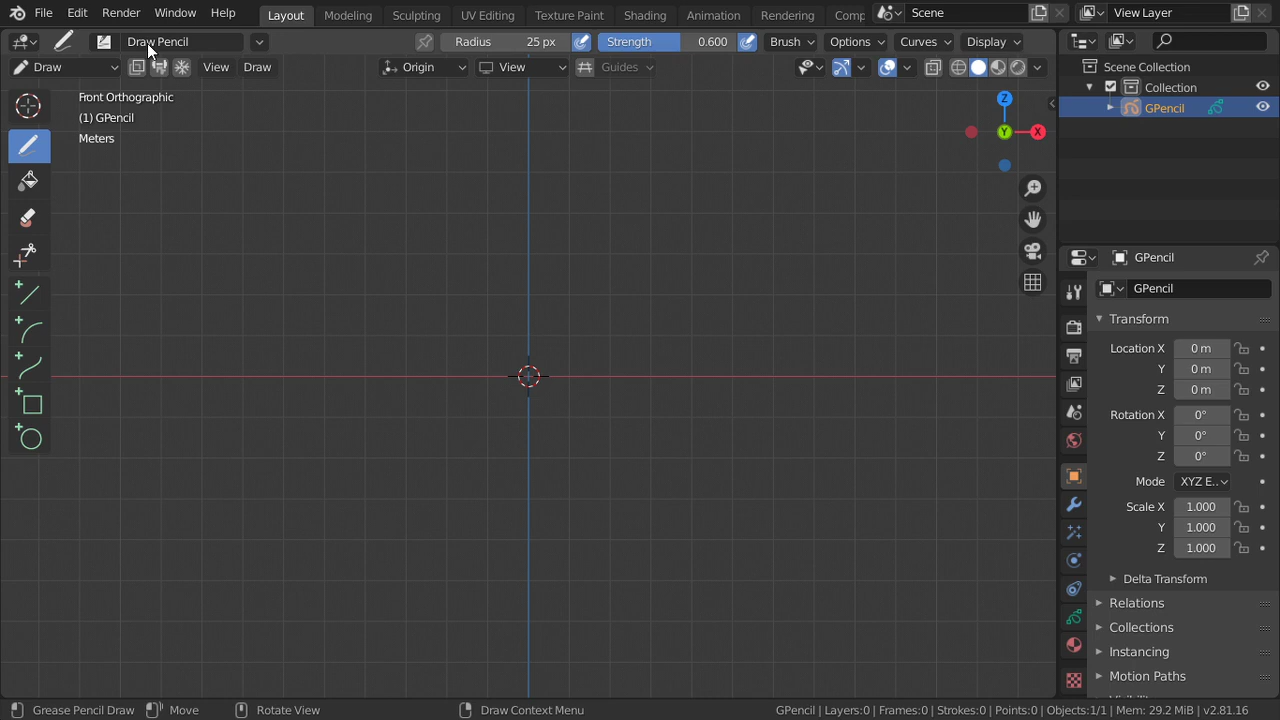 File Edit Render Window Help Layout Modeling Sculpting UV Editing Texture Paint Shading Animation Rendering Comp Scene View Layer
Draw Pencil Radius 25 px Strength 0.600 Brush Options Curves Display
Draw View Draw Origin View Guides
Front Orthographic
(1) GPencil
Meters
Z
Y
X
Scene Collection
Collection
GPencil
GPencil
GPencil
Transform
Location X 0 m
Y 0 m
Z 0 m
Rotation X 0°
Y 0°
Z 0°
Mode XYZ E..
Scale X 1.000
Y 1.000
Z 1.000
Delta Transform
Relations
Collections
Instancing
Motion Paths
Grease Pencil Draw Move Rotate View Draw Context Menu GPencil | Layers:0 | Frames:0 | Strokes:0 | Points:0 | Objects:1/1 | Mem: 29.2 MiB | v2.81.16